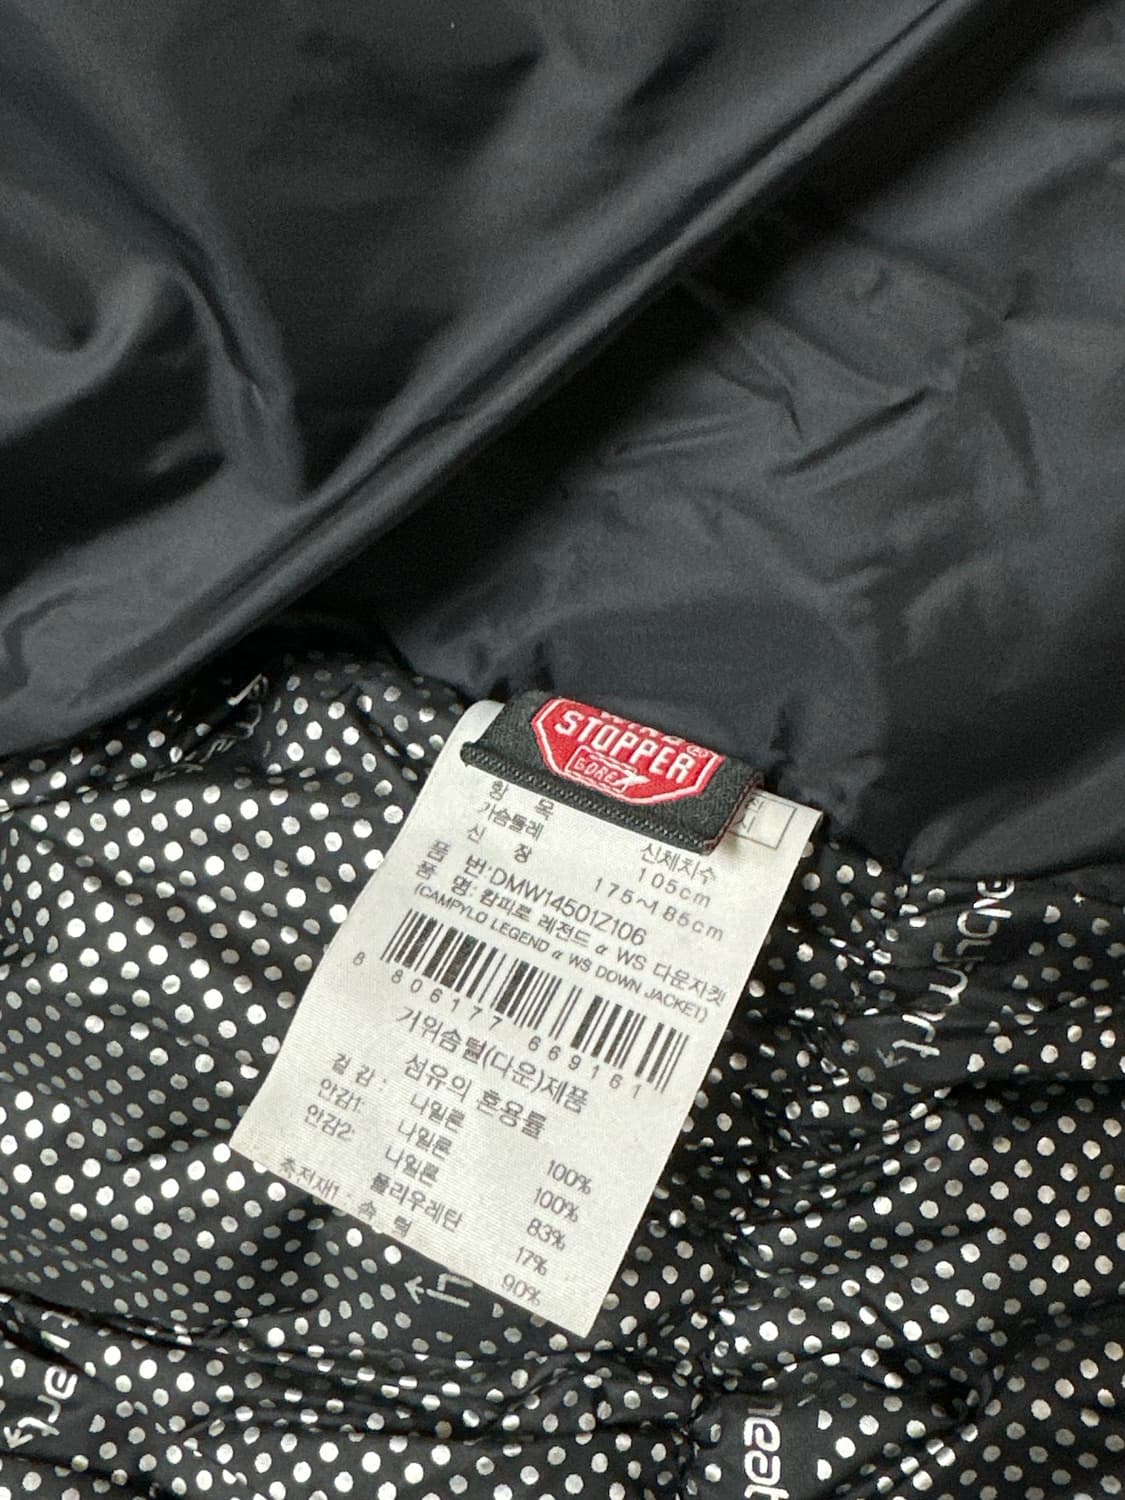 WIND
STOPPER®
GORE
항 목 신체치수
가슴둘레 105cm
신 장 175~185cm
품 번:DMW14501Z106
품 명: 캄피로 레전드 α WS 다운자켓
(CAMPYLO LEGEND α WS DOWN JACKET)
8 806177 669161
거위솜털(다운)제품
섬유의 혼용률
겉 감 : 나일론 100%
안감1: 나일론 100%
안감2: 나일론 83%
폴리우레탄 17%
충전재1 : 솜 털 90%
heat